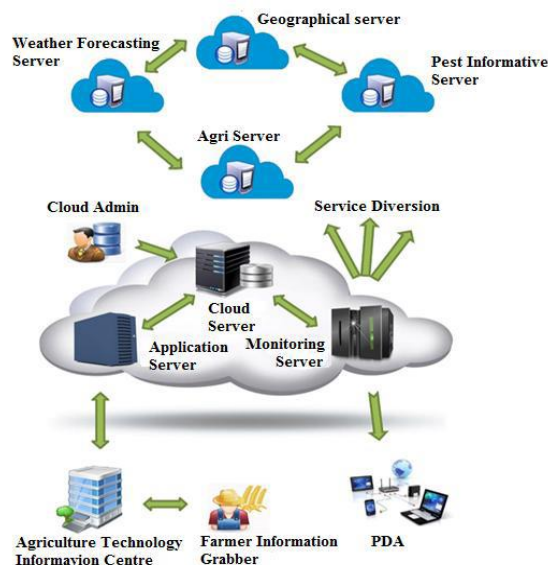 Geographical server
Weather Forecasting
Server
Pest Informative
Server
Agri Server
Cloud Admin
Service Diversion
Cloud
Server
Application
Server
Monitoring
Server
Agriculture Technology
Informavion Centre
Farmer Information
Grabber
PDA